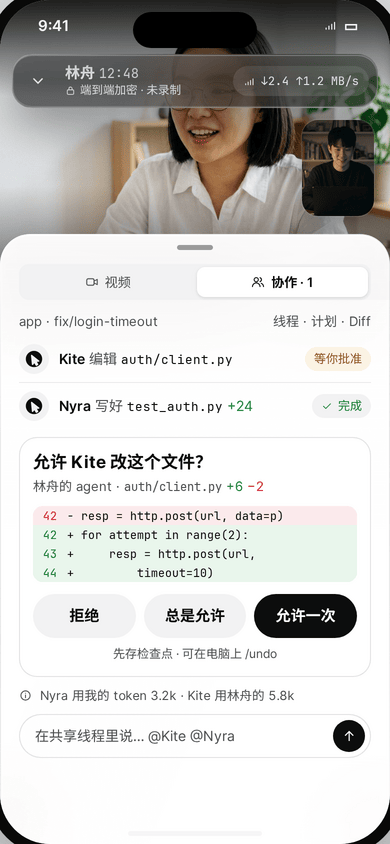 9:41
林舟 12:48
端到端加密 · 未录制
↓2.4 ↑1.2 MB/s
视频
协作 · 1
app · fix/login-timeout
线程 · 计划 · Diff
Kite 编辑 auth/client.py
等你批准
Nyra 写好 test_auth.py +24
✓ 完成
允许 Kite 改这个文件？
林舟的 agent · auth/client.py +6 −2
42 - resp = http.post(url, data=p)
42 + for attempt in range(2):
43 +     resp = http.post(url,
44 +         timeout=10)
拒绝
总是允许
允许一次
先存检查点 · 可在电脑上 /undo
Nyra 用我的 token 3.2k · Kite 用林舟的 5.8k
在共享线程里说… @Kite @Nyra